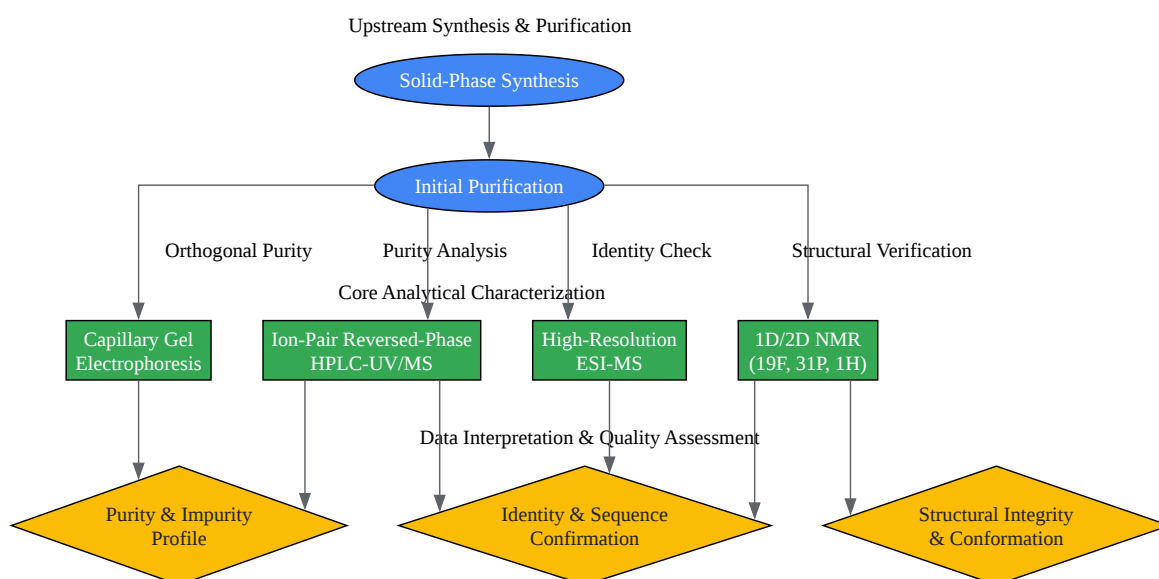 Upstream Synthesis & Purification
Solid-Phase Synthesis
Initial Purification
Orthogonal Purity
Purity Analysis
Identity Check
Structural Verification
Core Analytical Characterization
Capillary Gel
Electrophoresis
Ion-Pair Reversed-Phase
HPLC-UV/MS
High-Resolution
ESI-MS
1D/2D NMR
(19F, 31P, 1H)
Data Interpretation & Quality Assessment
Purity & Impurity
Profile
Identity & Sequence
Confirmation
Structural Integrity
& Conformation